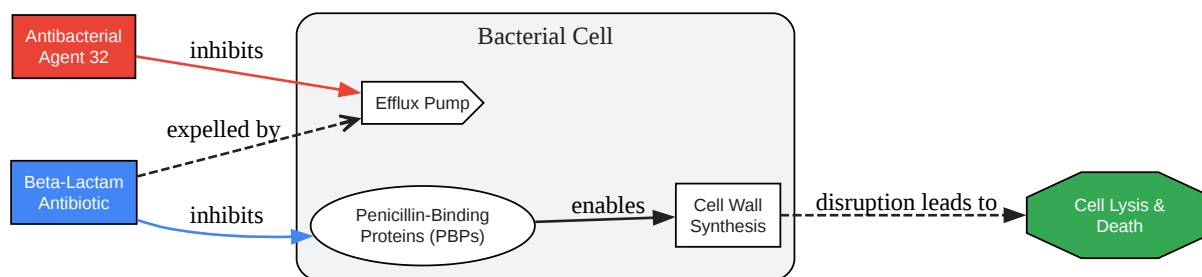 Antibacterial
Agent 32
inhibits
Bacterial Cell
Efflux Pump
expelled by
Beta-Lactam
Antibiotic
inhibits
Penicillin-Binding
Proteins (PBPs)
enables
Cell Wall
Synthesis
disruption leads to
Cell Lysis &
Death